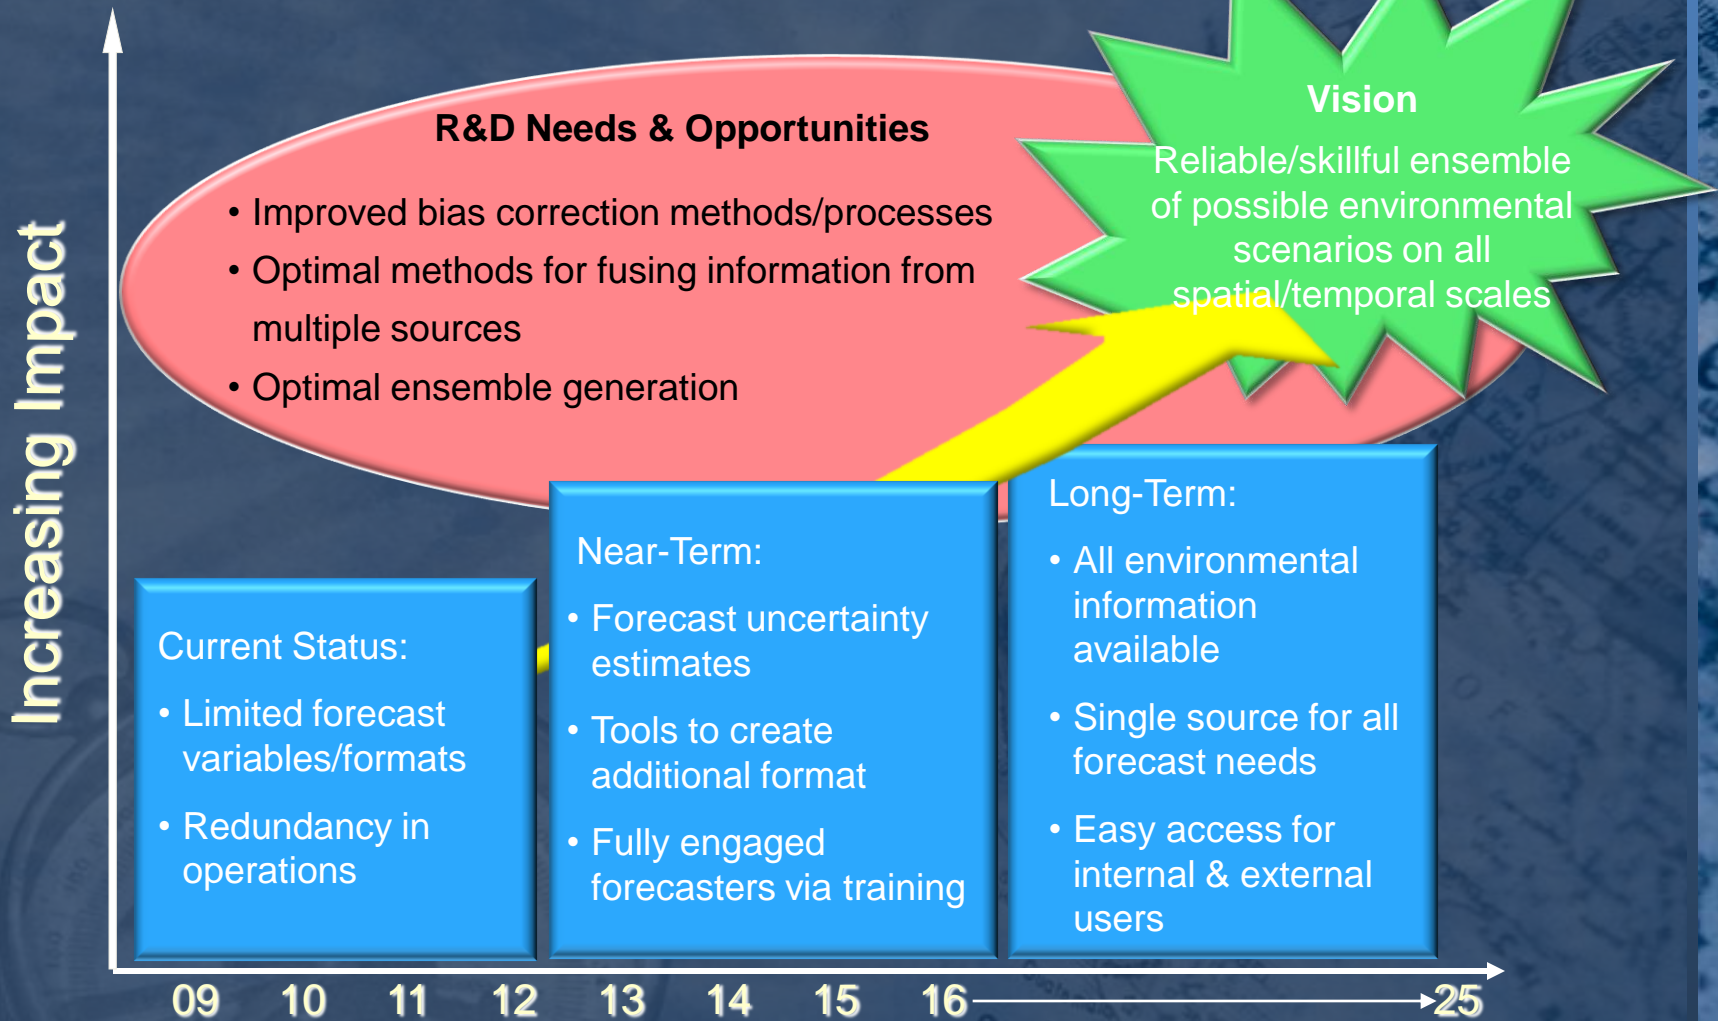 Increasing Impact
R&D Needs & Opportunities
• Improved bias correction methods/processes
• Optimal methods for fusing information from
multiple sources
• Optimal ensemble generation
Vision
Reliable/skillful ensemble
of possible environmental
scenarios on all
spatial/temporal scales
Current Status:
• Limited forecast
variables/formats
• Redundancy in
operations
Near-Term:
• Forecast uncertainty
estimates
• Tools to create
additional format
• Fully engaged
forecasters via training
Long-Term:
• All environmental
information
available
• Single source for all
forecast needs
• Easy access for
internal & external
users
09 10 11 12 13 14 15 16 25